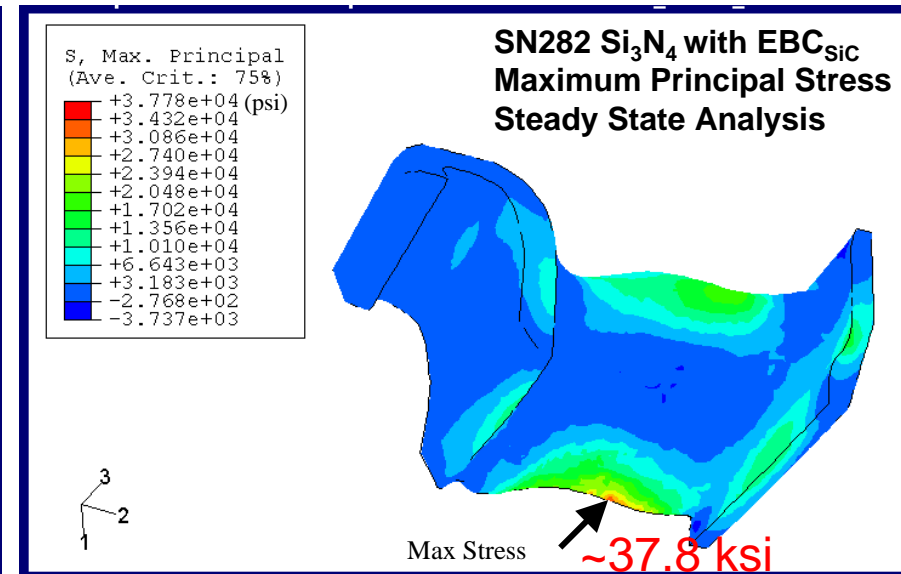 S, Max. Principal
(Ave. Crit.: 75%)
+3.778e+04 (psi)
+3.432e+04
+3.086e+04
+2.740e+04
+2.394e+04
+2.048e+04
+1.702e+04
+1.356e+04
+1.010e+04
+6.643e+03
+3.183e+03
-2.768e+02
-3.737e+03
SN282 Si₃N₄ with EBC_SiC
Maximum Principal Stress
Steady State Analysis
3
2
1
Max Stress
~37.8 ksi